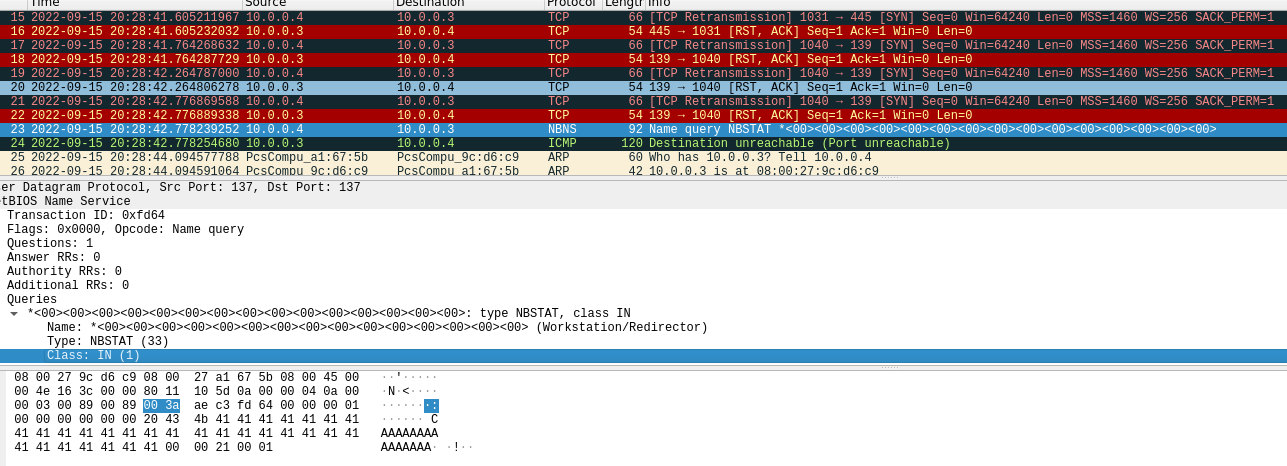 Time Source Destination Protocol Length Info
15 2022-09-15 20:28:41.605211967 10.0.0.4 10.0.0.3 TCP 66 [TCP Retransmission] 1031 → 445 [SYN] Seq=0 Win=64240 Len=0 MSS=1460 WS=256 SACK_PERM=1
16 2022-09-15 20:28:41.605232032 10.0.0.3 10.0.0.4 TCP 54 445 → 1031 [RST, ACK] Seq=1 Ack=1 Win=0 Len=0
17 2022-09-15 20:28:41.764268632 10.0.0.4 10.0.0.3 TCP 66 [TCP Retransmission] 1040 → 139 [SYN] Seq=0 Win=64240 Len=0 MSS=1460 WS=256 SACK_PERM=1
18 2022-09-15 20:28:41.764287729 10.0.0.3 10.0.0.4 TCP 54 139 → 1040 [RST, ACK] Seq=1 Ack=1 Win=0 Len=0
19 2022-09-15 20:28:42.264787000 10.0.0.4 10.0.0.3 TCP 66 [TCP Retransmission] 1040 → 139 [SYN] Seq=0 Win=64240 Len=0 MSS=1460 WS=256 SACK_PERM=1
20 2022-09-15 20:28:42.264806278 10.0.0.3 10.0.0.4 TCP 54 139 → 1040 [RST, ACK] Seq=1 Ack=1 Win=0 Len=0
21 2022-09-15 20:28:42.776869588 10.0.0.4 10.0.0.3 TCP 66 [TCP Retransmission] 1040 → 139 [SYN] Seq=0 Win=64240 Len=0 MSS=1460 WS=256 SACK_PERM=1
22 2022-09-15 20:28:42.776889338 10.0.0.3 10.0.0.4 TCP 54 139 → 1040 [RST, ACK] Seq=1 Ack=1 Win=0 Len=0
23 2022-09-15 20:28:42.778239252 10.0.0.4 10.0.0.3 NBNS 92 Name query NBSTAT *<00><00><00><00><00><00><00><00><00><00><00><00><00><00><00>
24 2022-09-15 20:28:42.778254680 10.0.0.3 10.0.0.4 ICMP 120 Destination unreachable (Port unreachable)
25 2022-09-15 20:28:44.094577788 PcsCompu_a1:67:5b PcsCompu_9c:d6:c9 ARP 60 Who has 10.0.0.3? Tell 10.0.0.4
26 2022-09-15 20:28:44.094591064 PcsCompu_9c:d6:c9 PcsCompu_a1:67:5b ARP 42 10.0.0.3 is at 08:00:27:9c:d6:c9
er Datagram Protocol, Src Port: 137, Dst Port: 137
tBIOS Name Service
Transaction ID: 0xfd64
Flags: 0x0000, Opcode: Name query
Questions: 1
Answer RRs: 0
Authority RRs: 0
Additional RRs: 0
Queries
*<00><00><00><00><00><00><00><00><00><00><00><00><00><00><00>: type NBSTAT, class IN
Name: *<00><00><00><00><00><00><00><00><00><00><00><00><00><00><00> (Workstation/Redirector)
Type: NBSTAT (33)
Class: IN (1)
08 00 27 9c d6 c9 08 00 27 a1 67 5b 08 00 45 00 ··'·····
00 4e 16 3c 00 00 80 11 10 5d 0a 00 00 04 0a 00 ·N·<····
00 03 00 89 00 89 00 3a ae c3 fd 64 00 00 00 01 ·······:
00 00 00 00 00 00 20 43 4b 41 41 41 41 41 41 41 ······ C
41 41 41 41 41 41 41 41 41 41 41 41 41 41 41 41 AAAAAAAA
41 41 41 41 41 41 41 00 00 21 00 01 AAAAAAA· ·!··